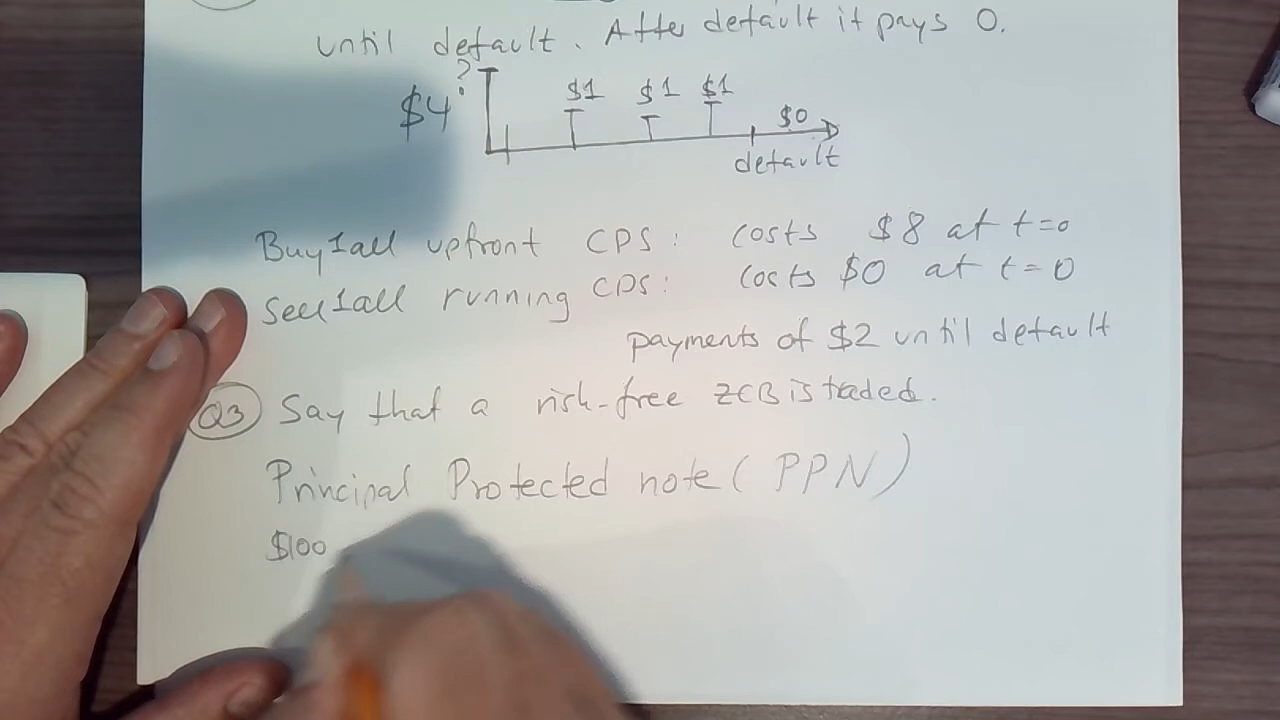 until default. After default it pays 0.
$4?
$1 $1 $1 $0
default
Buy 1 all upfront CDS: costs $8 at t=0
Sell 1 all running CDS: costs $0 at t=0
payments of $2 until default
Q3 Say that a risk-free ZCB is traded.
Principal Protected note (PPN)
$100